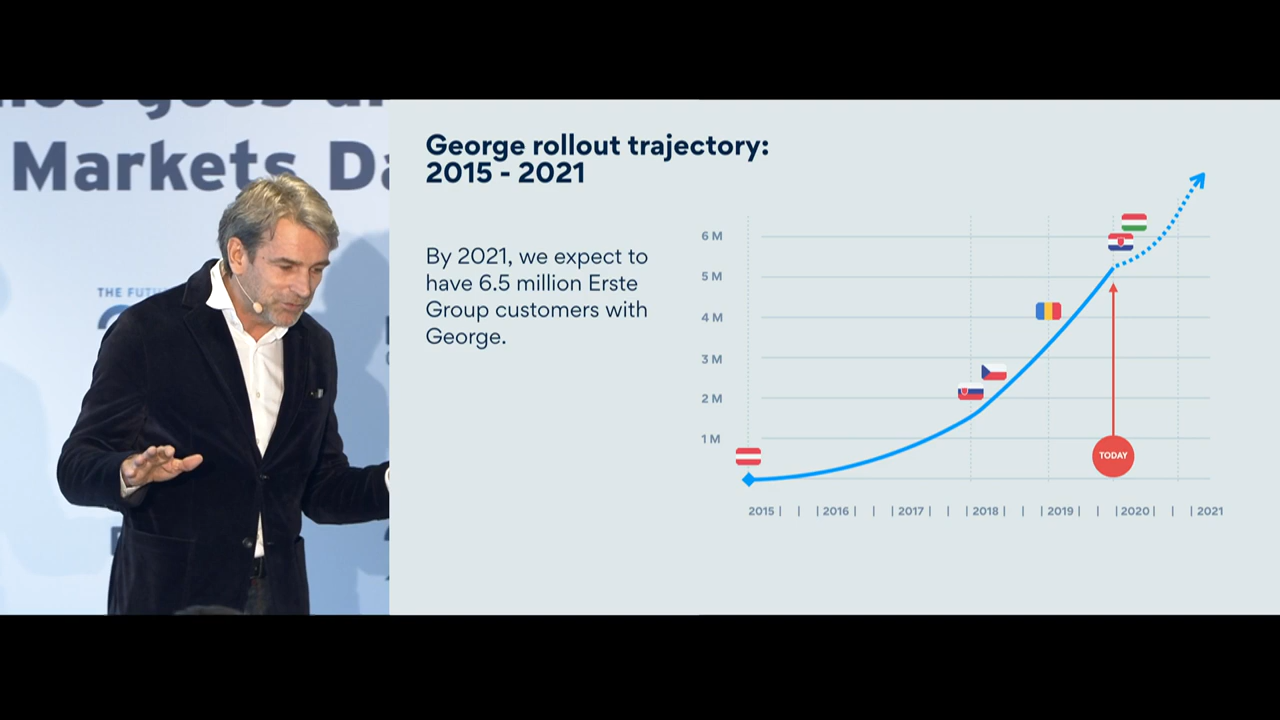 Markets Da
THE FUTU
George rollout trajectory:
2015 - 2021
By 2021, we expect to
have 6.5 million Erste
Group customers with
George.
6 M
5 M
4 M
3 M
2 M
1 M
TODAY
2015 | | | 2016 | | | 2017 | | | 2018 | | | 2019 | | | 2020 | | | 2021